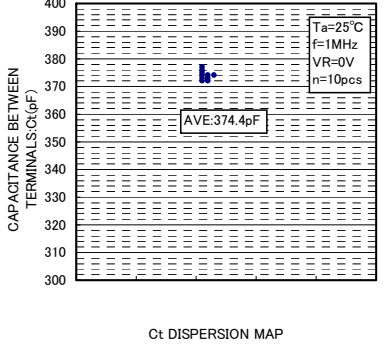 400
390
380
370
360
350
340
330
320
310
300
CAPACITANCE BETWEEN
TERMINALS:Ct(pF)
Ta=25°C
f=1MHz
VR=0V
n=10pcs
AVE:374.4pF
Ct DISPERSION MAP